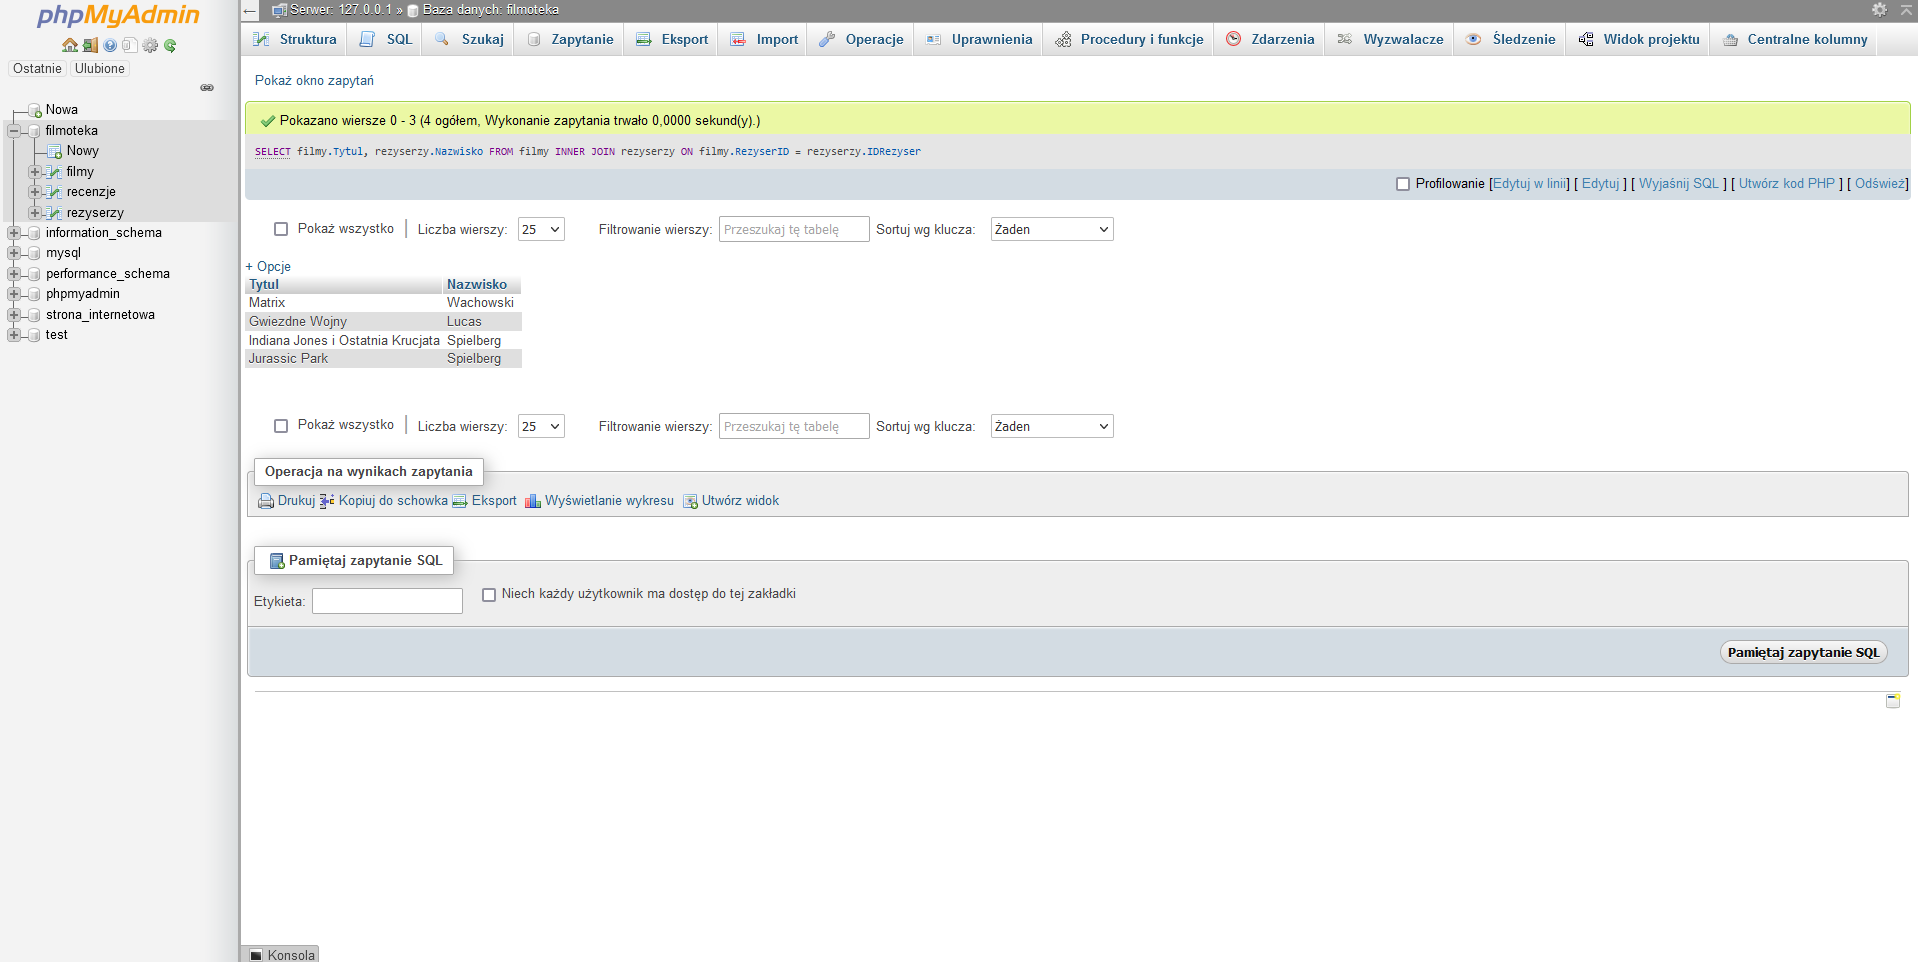 phpMyAdmin
Ostatnie Ulubione
Nowa
filmoteka
Nowy
filmy
recenzje
rezyserzy
information_schema
mysql
performance_schema
phpmyadmin
strona_internetowa
test
← Serwer: 127.0.0.1 » Baza danych: filmoteka
Struktura SQL Szukaj Zapytanie Eksport Import Operacje Uprawnienia Procedury i funkcje Zdarzenia Wyzwalacze Śledzenie Widok projektu Centralne kolumny
Pokaż okno zapytań
Pokazano wiersze 0 - 3 (4 ogółem, Wykonanie zapytania trwało 0,0000 sekund(y).)
SELECT filmy.Tytul, rezyserzy.Nazwisko FROM filmy INNER JOIN rezyserzy ON filmy.RezyserID = rezyserzy.IDRezyser
Profilowanie [Edytuj w linii] [ Edytuj ] [ Wyjaśnij SQL ] [ Utwórz kod PHP ] [ Odśwież]
Pokaż wszystko | Liczba wierszy: 25 Filtrowanie wierszy: Przeszukaj tę tabelę Sortuj wg klucza: Żaden
+ Opcje
Tytul Nazwisko
Matrix Wachowski
Gwiezdne Wojny Lucas
Indiana Jones i Ostatnia Krucjata Spielberg
Jurassic Park Spielberg
Pokaż wszystko | Liczba wierszy: 25 Filtrowanie wierszy: Przeszukaj tę tabelę Sortuj wg klucza: Żaden
Operacja na wynikach zapytania
Drukuj Kopiuj do schowka Eksport Wyświetlanie wykresu Utwórz widok
Pamiętaj zapytanie SQL
Etykieta: Niech każdy użytkownik ma dostęp do tej zakładki
Pamiętaj zapytanie SQL
Konsola